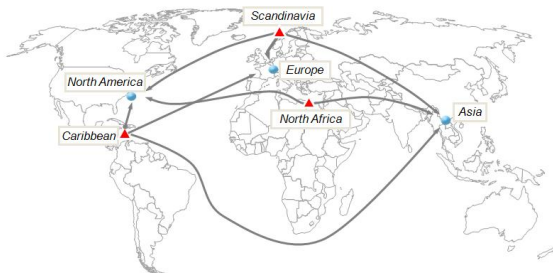 Scandinavia
North America
Europe
Asia
North Africa
Caribbean